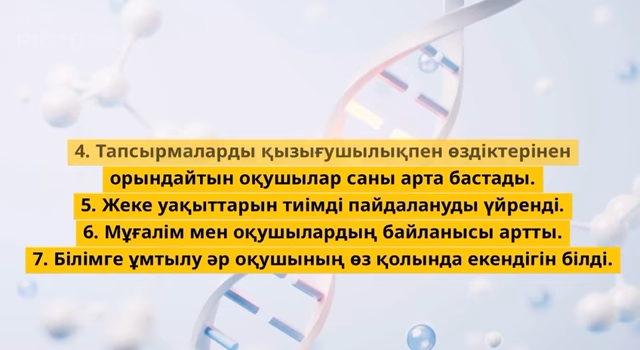 4. Тапсырмаларды қызығушылықпен өздіктерінен
орындайтын оқушылар саны арта бастады.
5. Жеке уақыттарын тиімді пайдалануды үйренді.
6. Мұғалім мен оқушылардың байланысы артты.
7. Білімге ұмтылу әр оқушының өз қолында екендігін білді.